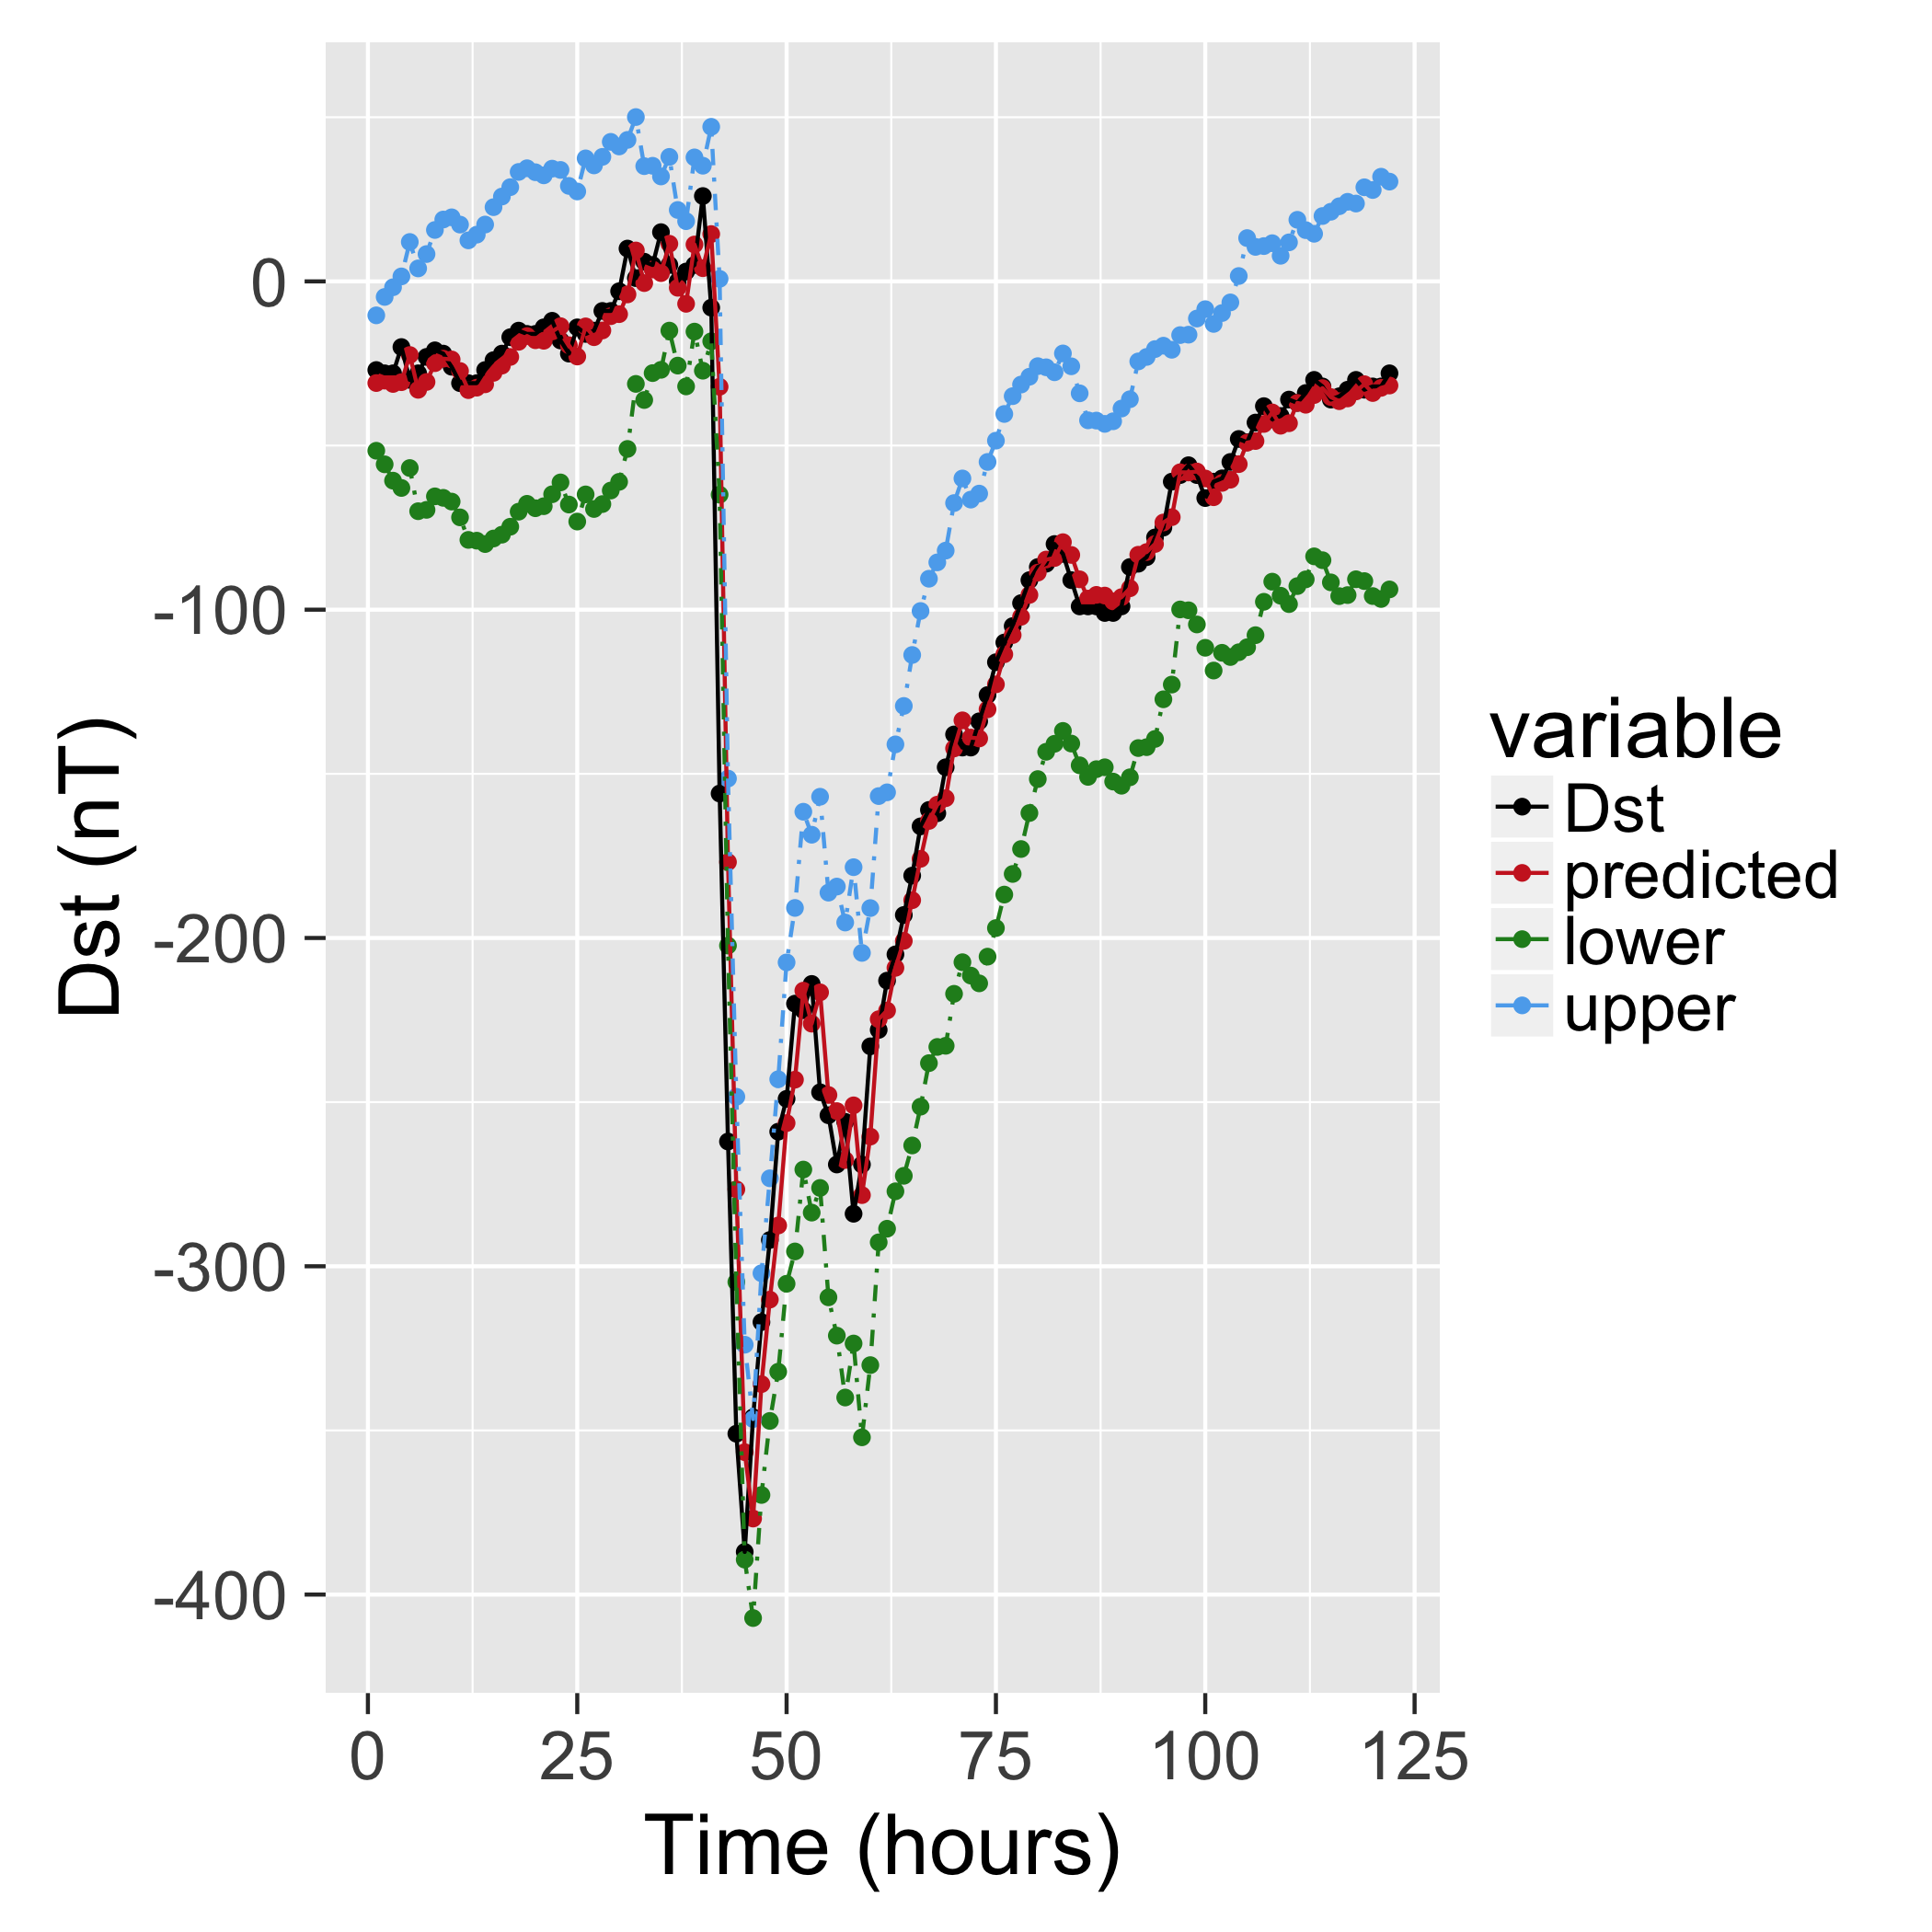 0
-100
-200
-300
-400
Dst (nT)
0 25 50 75 100 125
Time (hours)
variable
Dst
predicted
lower
upper